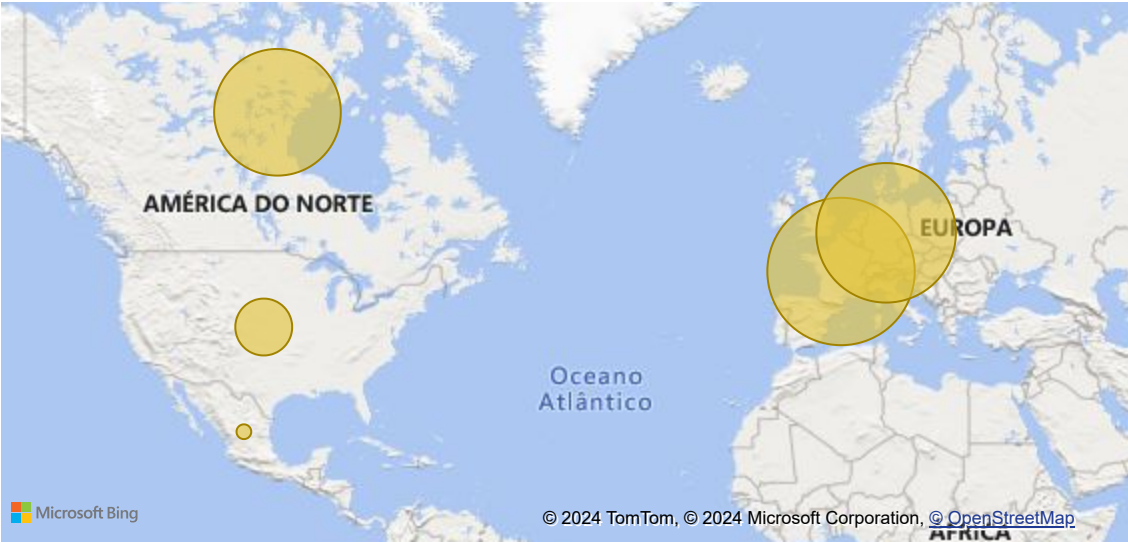 AMÉRICA DO NORTE
EUROPA
Oceano
Atlântico
Microsoft Bing
© 2024 TomTom, © 2024 Microsoft Corporation, © OpenStreetMap
ÁFRICA